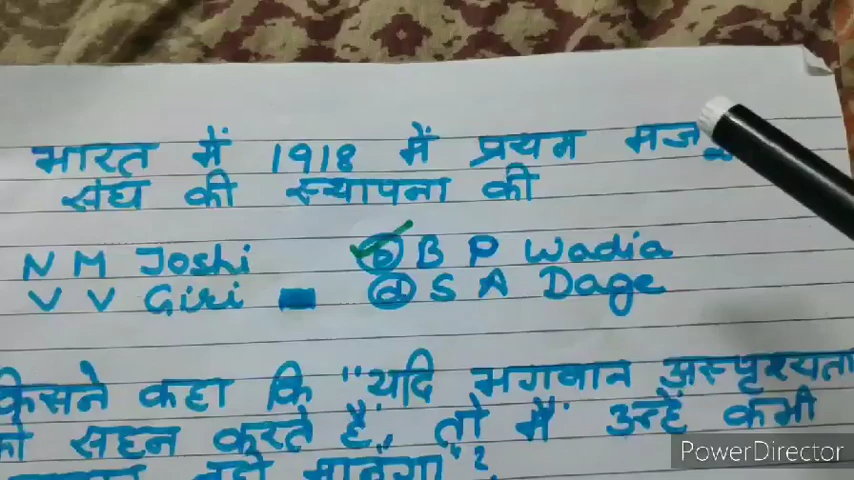 भारत में 1918 में प्रथम
संघ की स्थापना की
N M Joshi ⓑ B P Wadia
V V Giri ⓓ S A Dage
किसने कहा कि "यदि भगवान अस्पृश्यता
को सहन करते हैं, तो मैं उन्हें कभी
नहीं मानूंगा"?
PowerDirector